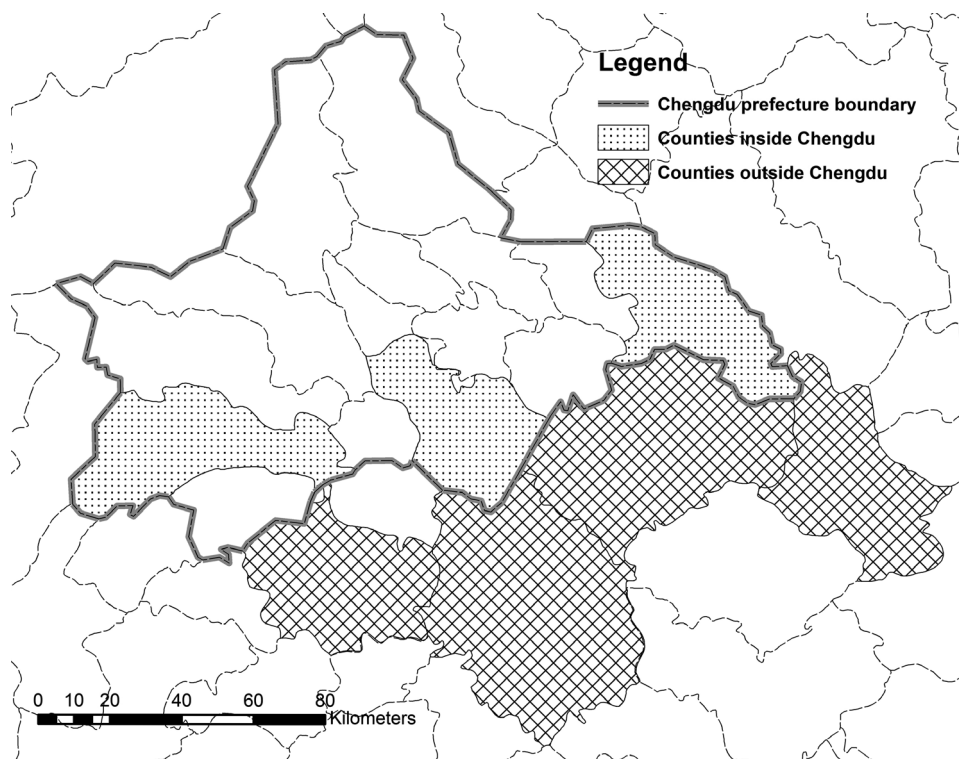 Legend
Chengdu prefecture boundary
Counties inside Chengdu
Counties outside Chengdu
0 10 20 40 60 80
Kilometers